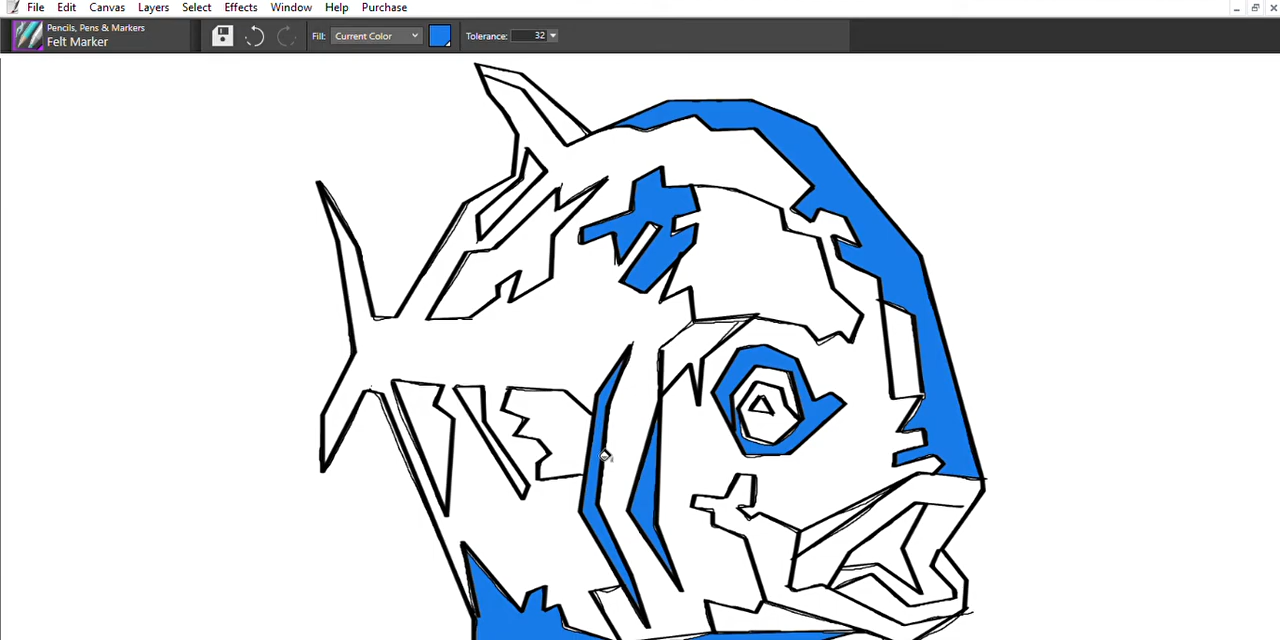 File Edit Canvas Layers Select Effects Window Help Purchase
Pencils, Pens & Markers
Felt Marker
Fill: Current Color Tolerance: 32